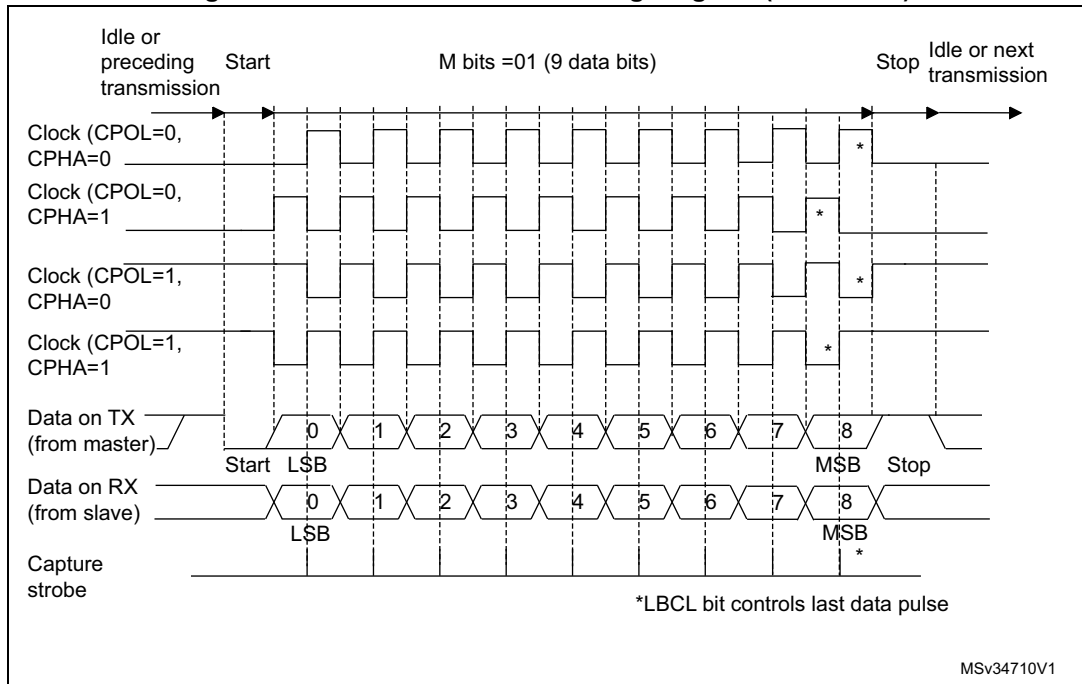 Idle or
preceding
transmission
Start
M bits =01 (9 data bits)
Stop
Idle or next
transmission
Clock (CPOL=0,
CPHA=0
*
Clock (CPOL=0,
CPHA=1
*
Clock (CPOL=1,
CPHA=0
*
Clock (CPOL=1,
CPHA=1
*
Data on TX
(from master)
0 1 2 3 4 5 6 7 8
Start LSB MSB Stop
Data on RX
(from slave)
0 1 2 3 4 5 6 7 8
LSB MSB
*
Capture
strobe
*LBCL bit controls last data pulse
MSv34710V1